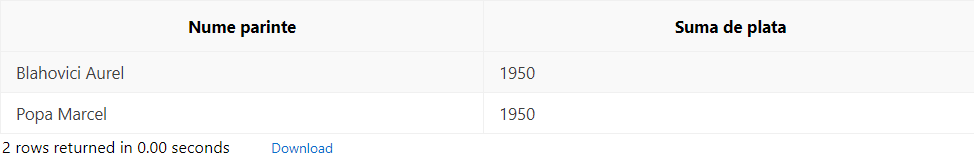 Nume parinte Suma de plata
Blahovici Aurel 1950
Popa Marcel 1950
2 rows returned in 0.00 seconds Download